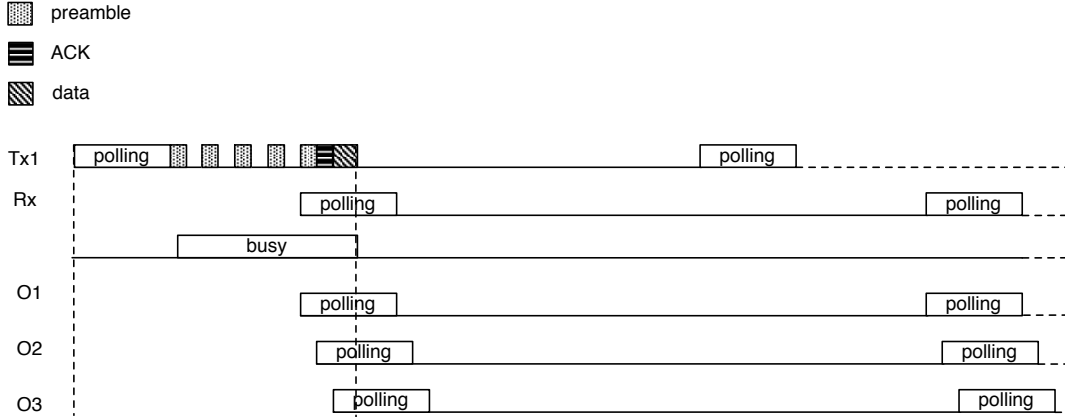 preamble
ACK
data
Tx1 polling polling
Rx polling polling
busy
O1 polling polling
O2 polling polling
O3 polling polling